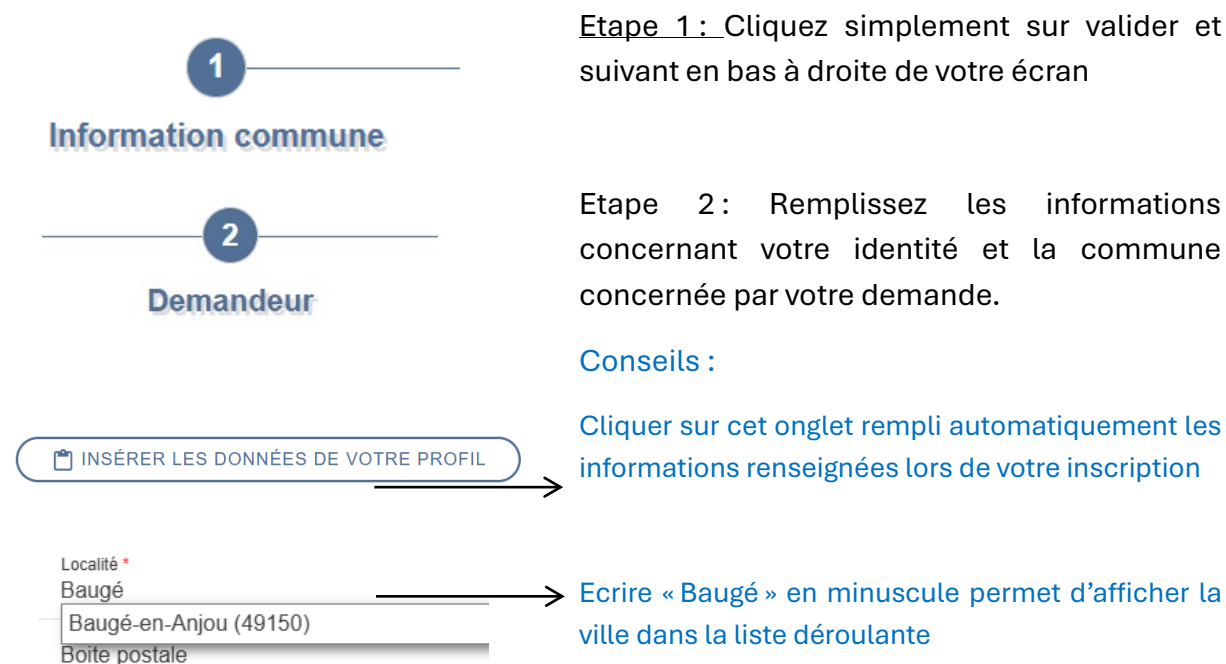 1
Information commune
Etape 1 : Cliquez simplement sur valider et
suivant en bas à droite de votre écran
2
Demandeur
Etape 2 : Remplissez les informations
concernant votre identité et la commune
concernée par votre demande.
Conseils :
INSÉRER LES DONNÉES DE VOTRE PROFIL
Cliquer sur cet onglet rempli automatiquement les
informations renseignées lors de votre inscription
Localité *
Baugé
Baugé-en-Anjou (49150)
Boite postale
Ecrire « Baugé » en minuscule permet d’afficher la
ville dans la liste déroulante